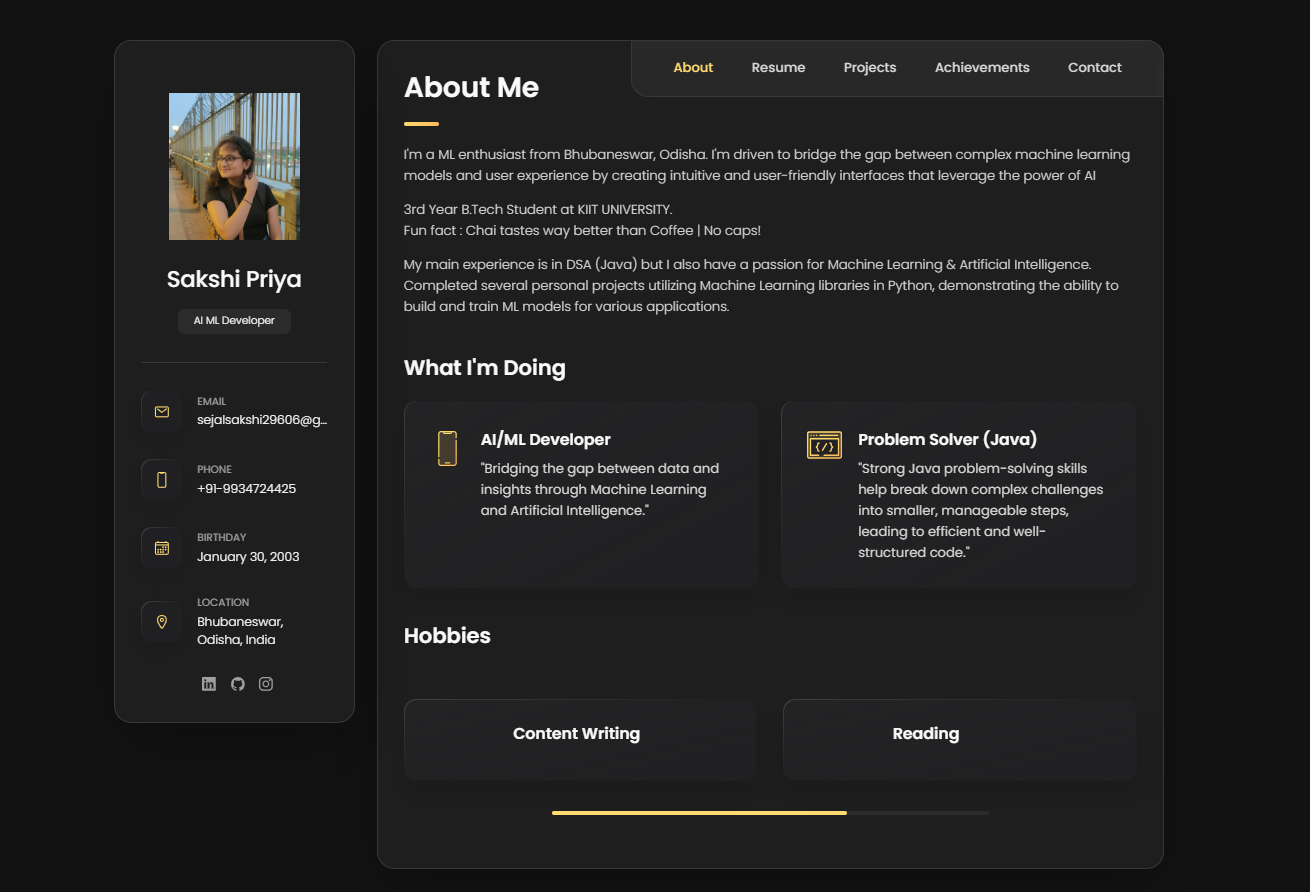 Sakshi Priya
AI ML Developer
EMAIL
sejalsakshi29606@g...
PHONE
+91-9934724425
BIRTHDAY
January 30, 2003
LOCATION
Bhubaneswar,
Odisha, India
About
Resume
Projects
Achievements
Contact
About Me
I'm a ML enthusiast from Bhubaneswar, Odisha. I'm driven to bridge the gap between complex machine learning
models and user experience by creating intuitive and user-friendly interfaces that leverage the power of AI
3rd Year B.Tech Student at KIIT UNIVERSITY.
Fun fact : Chai tastes way better than Coffee | No caps!
My main experience is in DSA (Java) but I also have a passion for Machine Learning & Artificial Intelligence.
Completed several personal projects utilizing Machine Learning libraries in Python, demonstrating the ability to
build and train ML models for various applications.
What I'm Doing
AI/ML Developer
"Bridging the gap between data and
insights through Machine Learning
and Artificial Intelligence."
Problem Solver (Java)
"Strong Java problem-solving skills
help break down complex challenges
into smaller, manageable steps,
leading to efficient and well-
structured code."
Hobbies
Content Writing
Reading